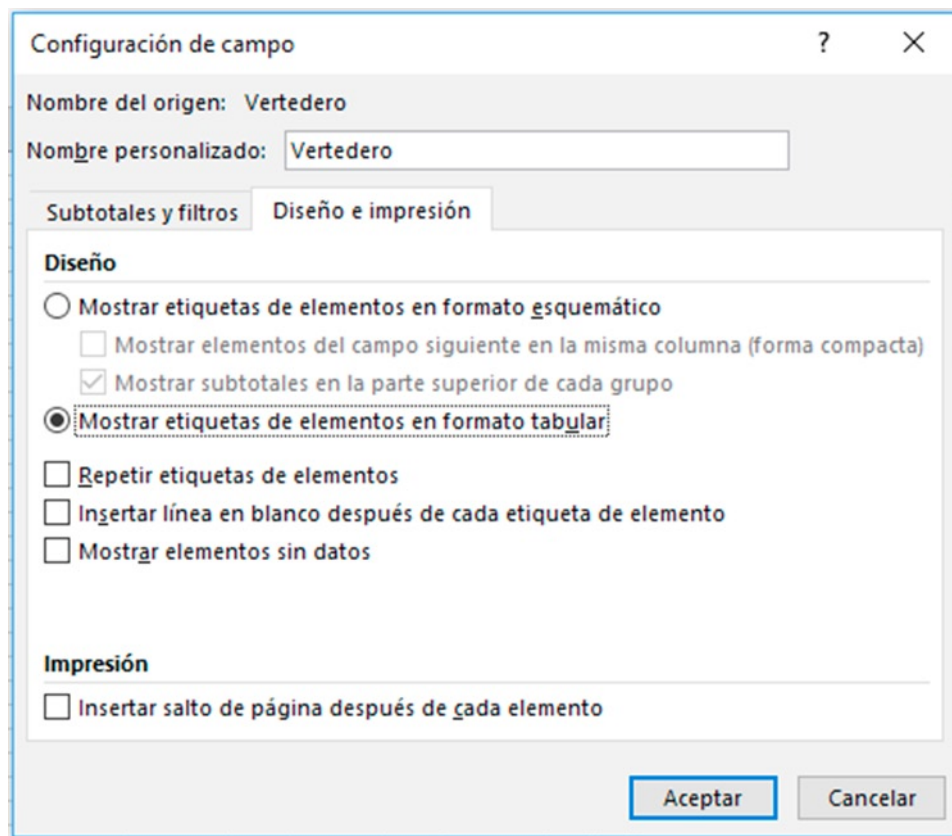 Configuración de campo
?
Nombre del origen: Vertedero
Nombre personalizado: Vertedero
Subtotales y filtros
Diseño e impresión
Diseño
Mostrar etiquetas de elementos en formato esquemático
Mostrar elementos del campo siguiente en la misma columna (forma compacta)
Mostrar subtotales en la parte superior de cada grupo
Mostrar etiquetas de elementos en formato tabular
Repetir etiquetas de elementos
Insertar línea en blanco después de cada etiqueta de elemento
Mostrar elementos sin datos
Impresión
Insertar salto de página después de cada elemento
Aceptar
Cancelar